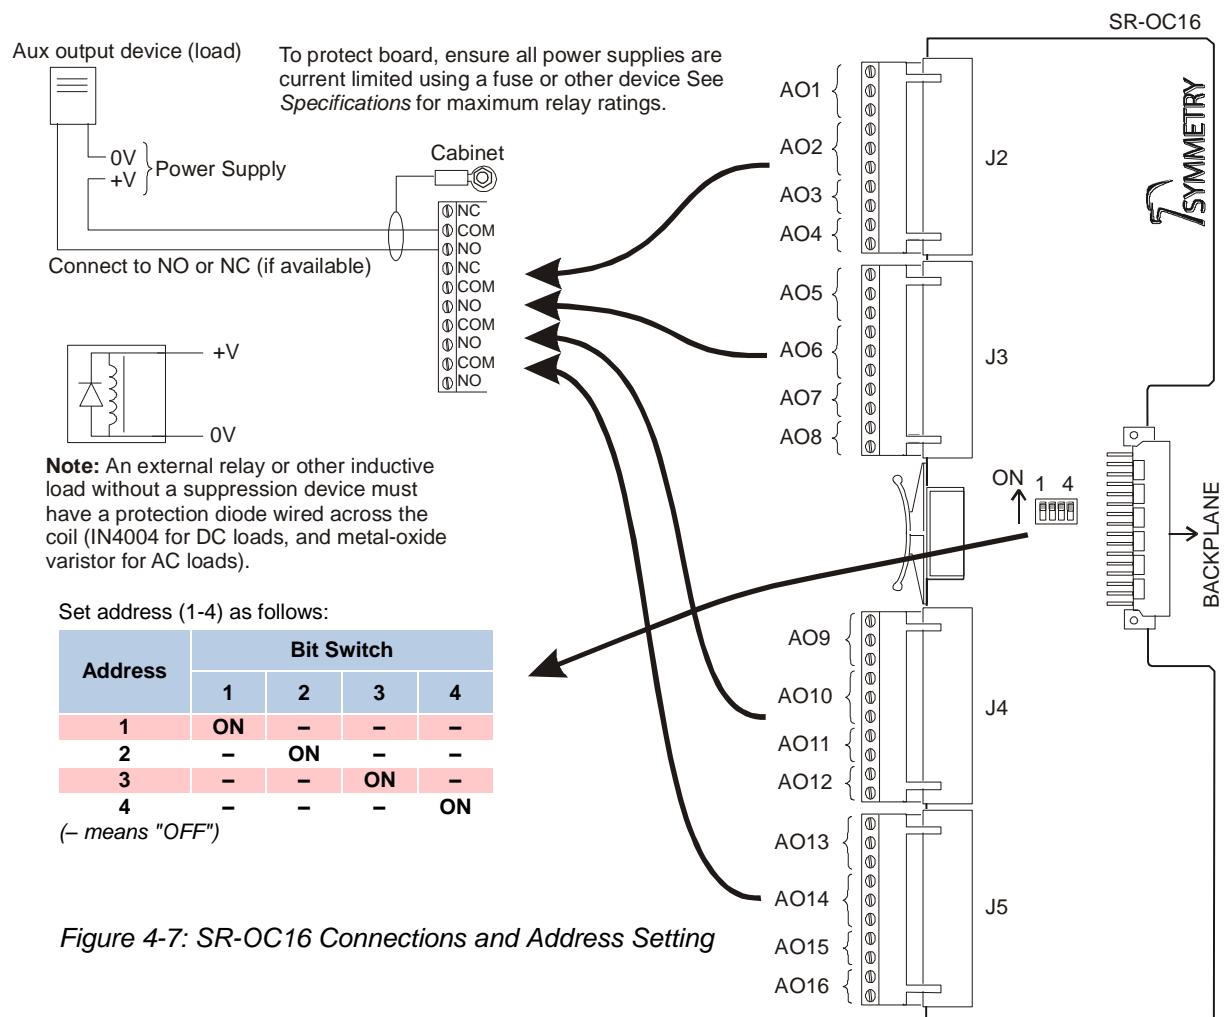 SR-OC16
Aux output device (load)
To protect board, ensure all power supplies are
current limited using a fuse or other device See
Specifications for maximum relay ratings.
0V
+V
Power Supply
Cabinet
NC
COM
NO
NC
COM
NO
COM
NO
COM
NO
Connect to NO or NC (if available)
+V
0V
Note: An external relay or other inductive
load without a suppression device must
have a protection diode wired across the
coil (IN4004 for DC loads, and metal-oxide
varistor for AC loads).
Set address (1-4) as follows:
Address Bit Switch
1 2 3 4
1 ON – – –
2 – ON – –
3 – – ON –
4 – – – ON
(– means "OFF")
AO1
AO2
AO3
AO4
J2
AO5
AO6
AO7
AO8
J3
SYMMETRY
ON 1 4
BACKPLANE
AO9
AO10
AO11
AO12
J4
AO13
AO14
AO15
AO16
J5
Figure 4-7: SR-OC16 Connections and Address Setting